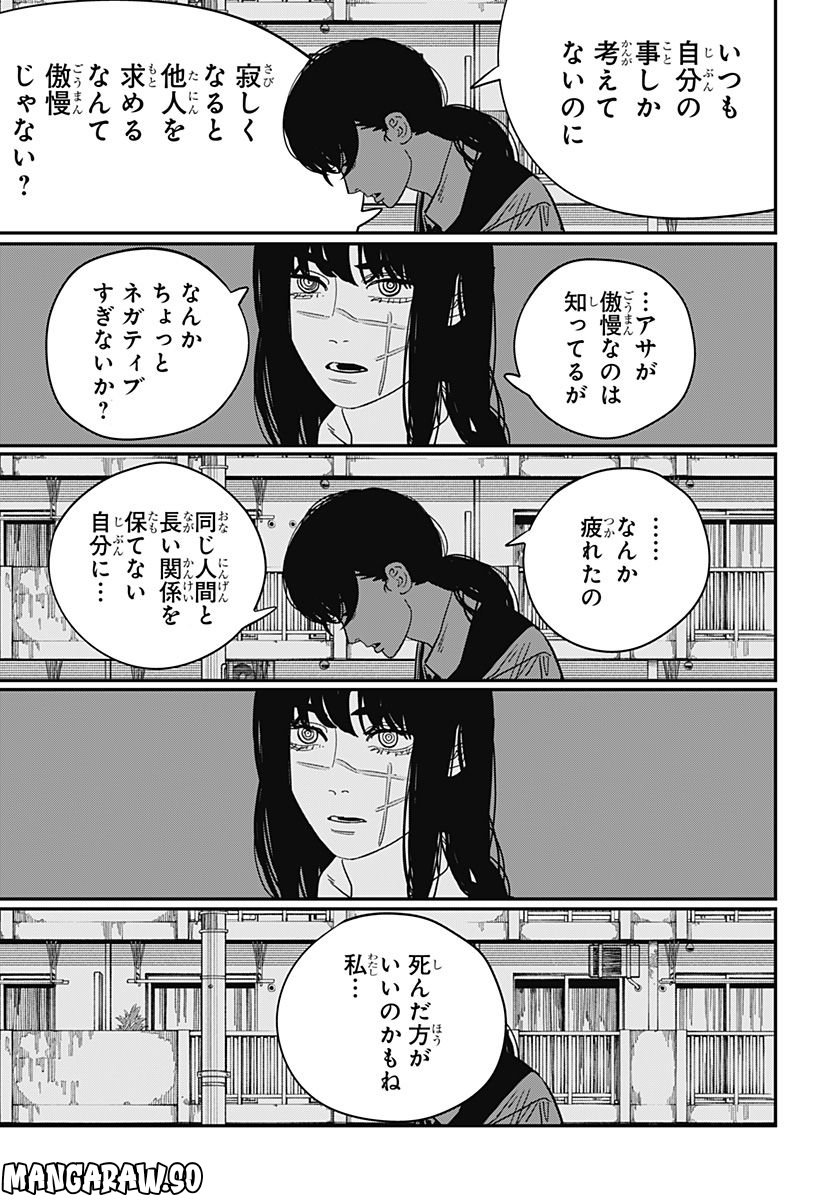 いつも
自分の
事しか
考えて
ないのに
寂しく
なると
他人を
求める
なんて
傲慢
じゃない？
…アサが
傲慢なのは
知ってるが
なんか
ちょっと
ネガティブ
すぎないか？
……
なんか
疲れたの
同じ人間と
長い関係を
保てない
自分に…
死んだ方が
いいのかもね
私…
MANGARAW.SO